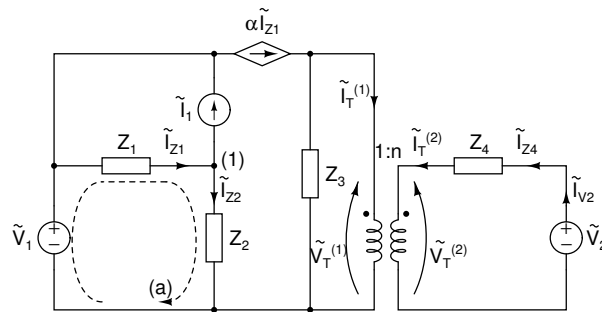 αĨ_Z1
Ĩ_T^(1)
Ĩ_1
Z_1 Ĩ_Z1 (1)
1:n Ĩ_T^(2) Z_4 Ĩ_Z4
Ĩ_Z2 Z_3 Ĩ_V2
Ṽ_1 Z_2 Ṽ_T^(1) Ṽ_T^(2) Ṽ_2
(a)